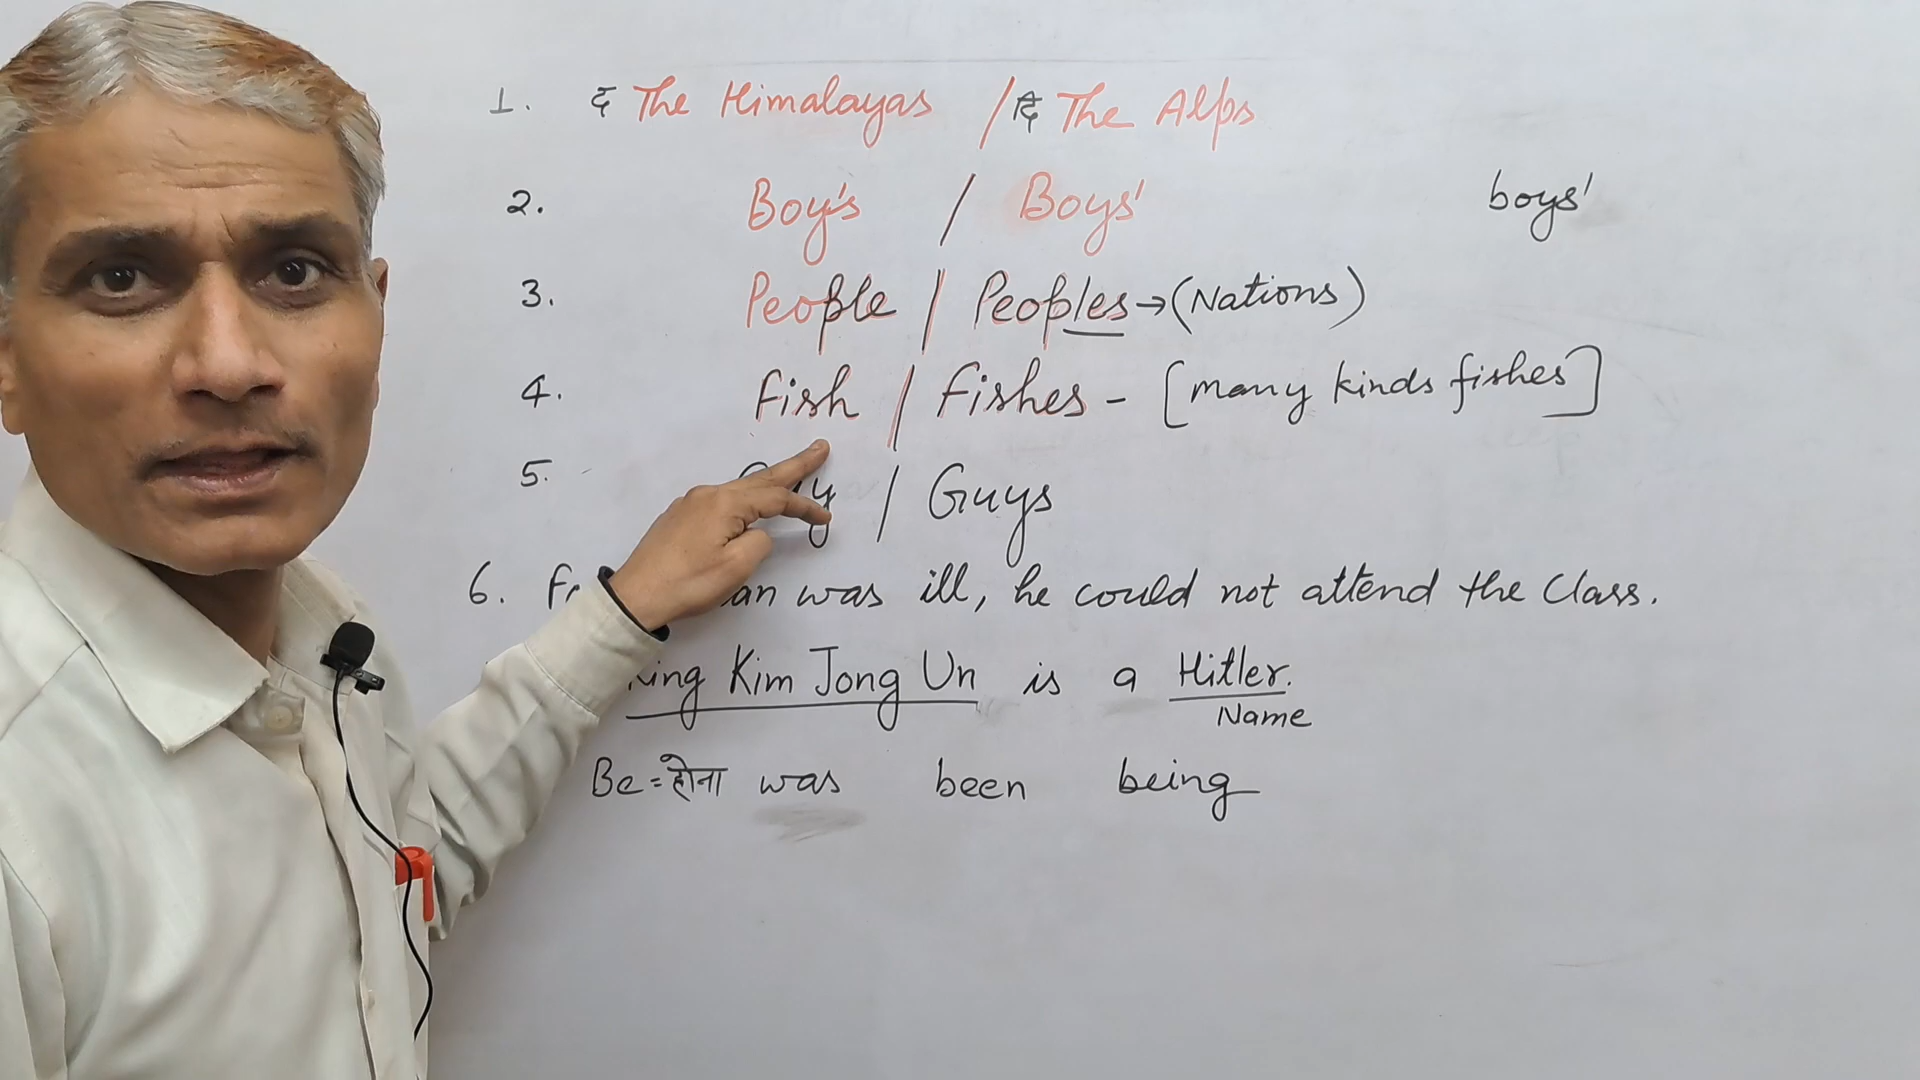 1. द The Himalayas / दि The Alps
2. Boy's / Boys' boys'
3. People / Peoples → (Nations)
4. Fish / Fishes - [many kinds fishes]
5. / Guys
6. was ill, he could not attend the Class.
Kim Jong Un is a Hitler.
Name
Be = होना was been being